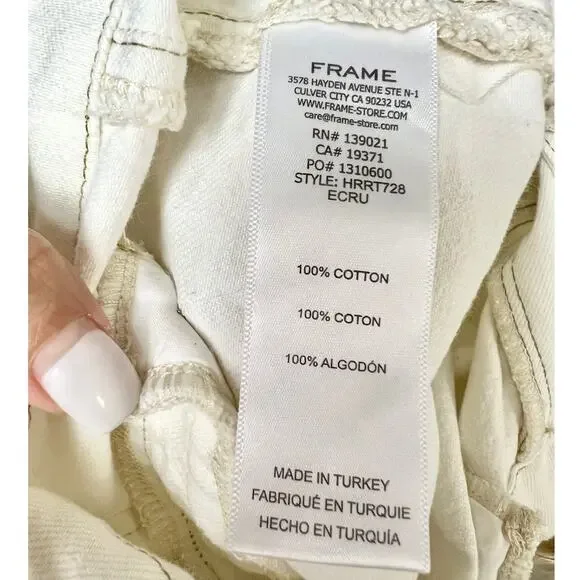 FRAME
3578 HAYDEN AVENUE STE N-1
CULVER CITY CA 90232 USA
WWW.FRAME-STORE.COM
care@frame-store.com
RN# 139021
CA# 19371
PO# 1310600
STYLE: HRRT728
ECRU
100% COTTON
100% COTON
100% ALGODÓN
MADE IN TURKEY
FABRIQUÉ EN TURQUIE
HECHO EN TURQUÍA